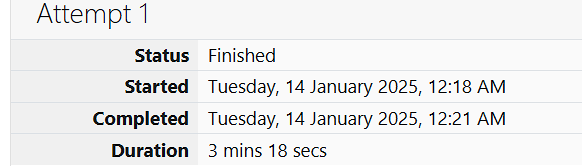 Attempt 1
Status Finished
Started Tuesday, 14 January 2025, 12:18 AM
Completed Tuesday, 14 January 2025, 12:21 AM
Duration 3 mins 18 secs